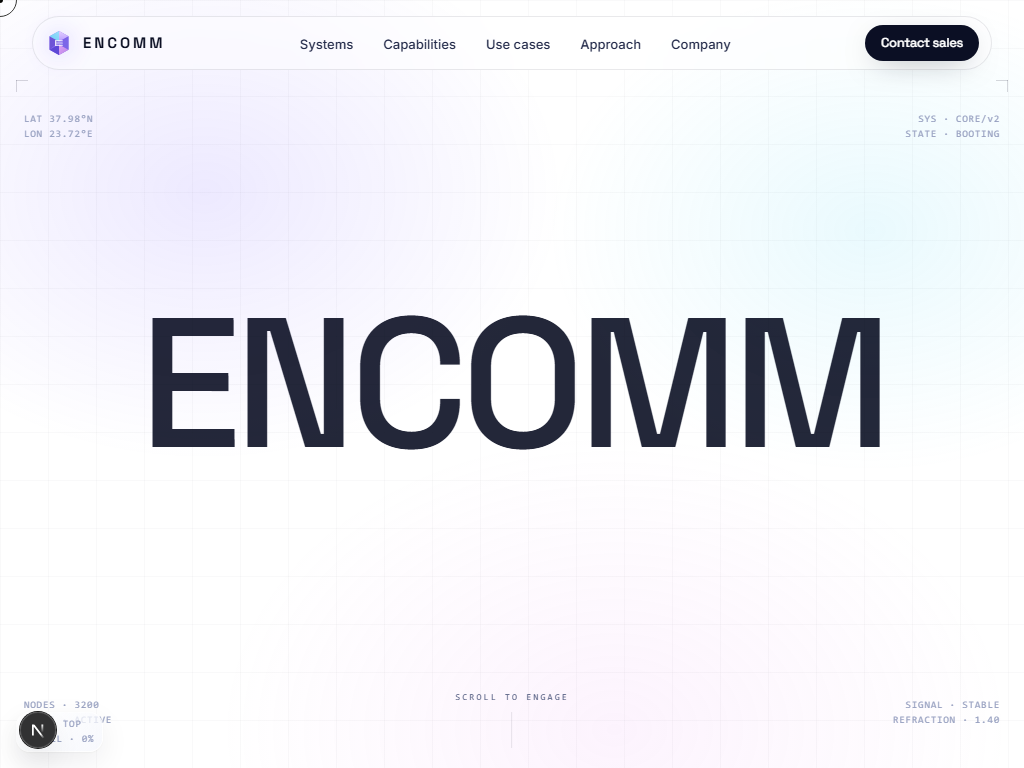 ENCOMM
Systems
Capabilities
Use cases
Approach
Company
Contact sales
LAT 37.98°N
LON 23.72°E
SYS · CORE/v2
STATE · BOOTING
ENCOMM
SCROLL TO ENGAGE
NODES · 3200
TOP
· 0%
SIGNAL · STABLE
REFRACTION · 1.40